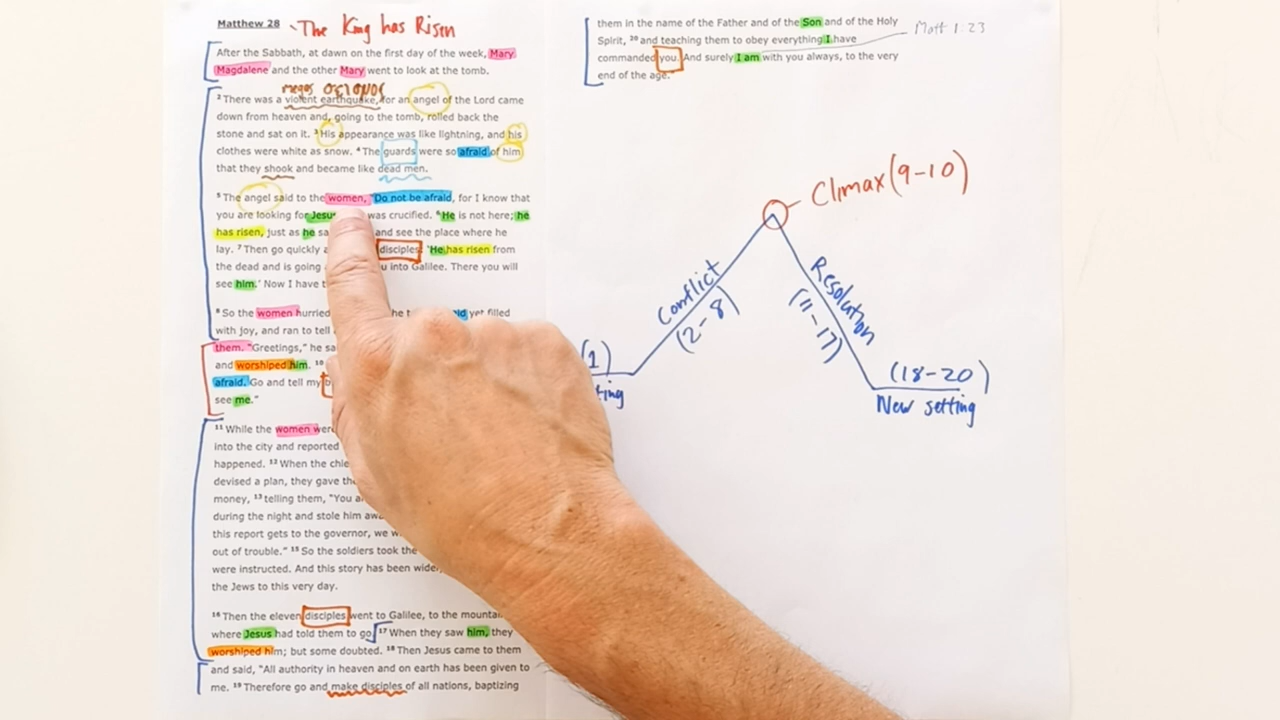 Matthew 28 The King has Risen
After the Sabbath, at dawn on the first day of the week, Mary
Magdalene and the other Mary went to look at the tomb.
μεγας σεισμος
² There was a violent earthquake, for an angel of the Lord came
down from heaven and, going to the tomb, rolled back the
stone and sat on it. ³ His appearance was like lightning, and his
clothes were white as snow. ⁴ The guards were so afraid of him
that they shook and became like dead men.
⁵ The angel said to the women, "Do not be afraid, for I know that
you are looking for Jesus was crucified. ⁶ He is not here; he
has risen, just as he and see the place where he
lay. ⁷ Then go quickly disciples: 'He has risen from
the dead and is going into Galilee. There you will
see him.' Now I have
⁸ So the women hurried yet filled
with joy, and ran to tell
them. "Greetings," he
and worshiped him. ¹⁰
afraid. Go and tell my
see me."
¹¹ While the women
into the city and reported
happened. ¹² When the
devised a plan, they gave
money, ¹³ telling them, "You
during the night and stole him
this report gets to the governor, we
out of trouble." ¹⁵ So the soldiers took the
were instructed. And this story has been
the Jews to this very day.
¹⁶ Then the eleven disciples went to Galilee, to the
where Jesus had told them to go. ¹⁷ When they saw him, they
worshiped him; but some doubted. ¹⁸ Then Jesus came to them
and said, "All authority in heaven and on earth has been given to
me. ¹⁹ Therefore go and make disciples of all nations, baptizing
them in the name of the Father and of the Son and of the Holy
Spirit, ²⁰ and teaching them to obey everything I have
commanded you. And surely I am with you always, to the very
end of the age."
Matt 1:23
Climax (9-10)
Conflict
(2-8)
Resolution
(11-17)
(1)
(18-20)
New setting